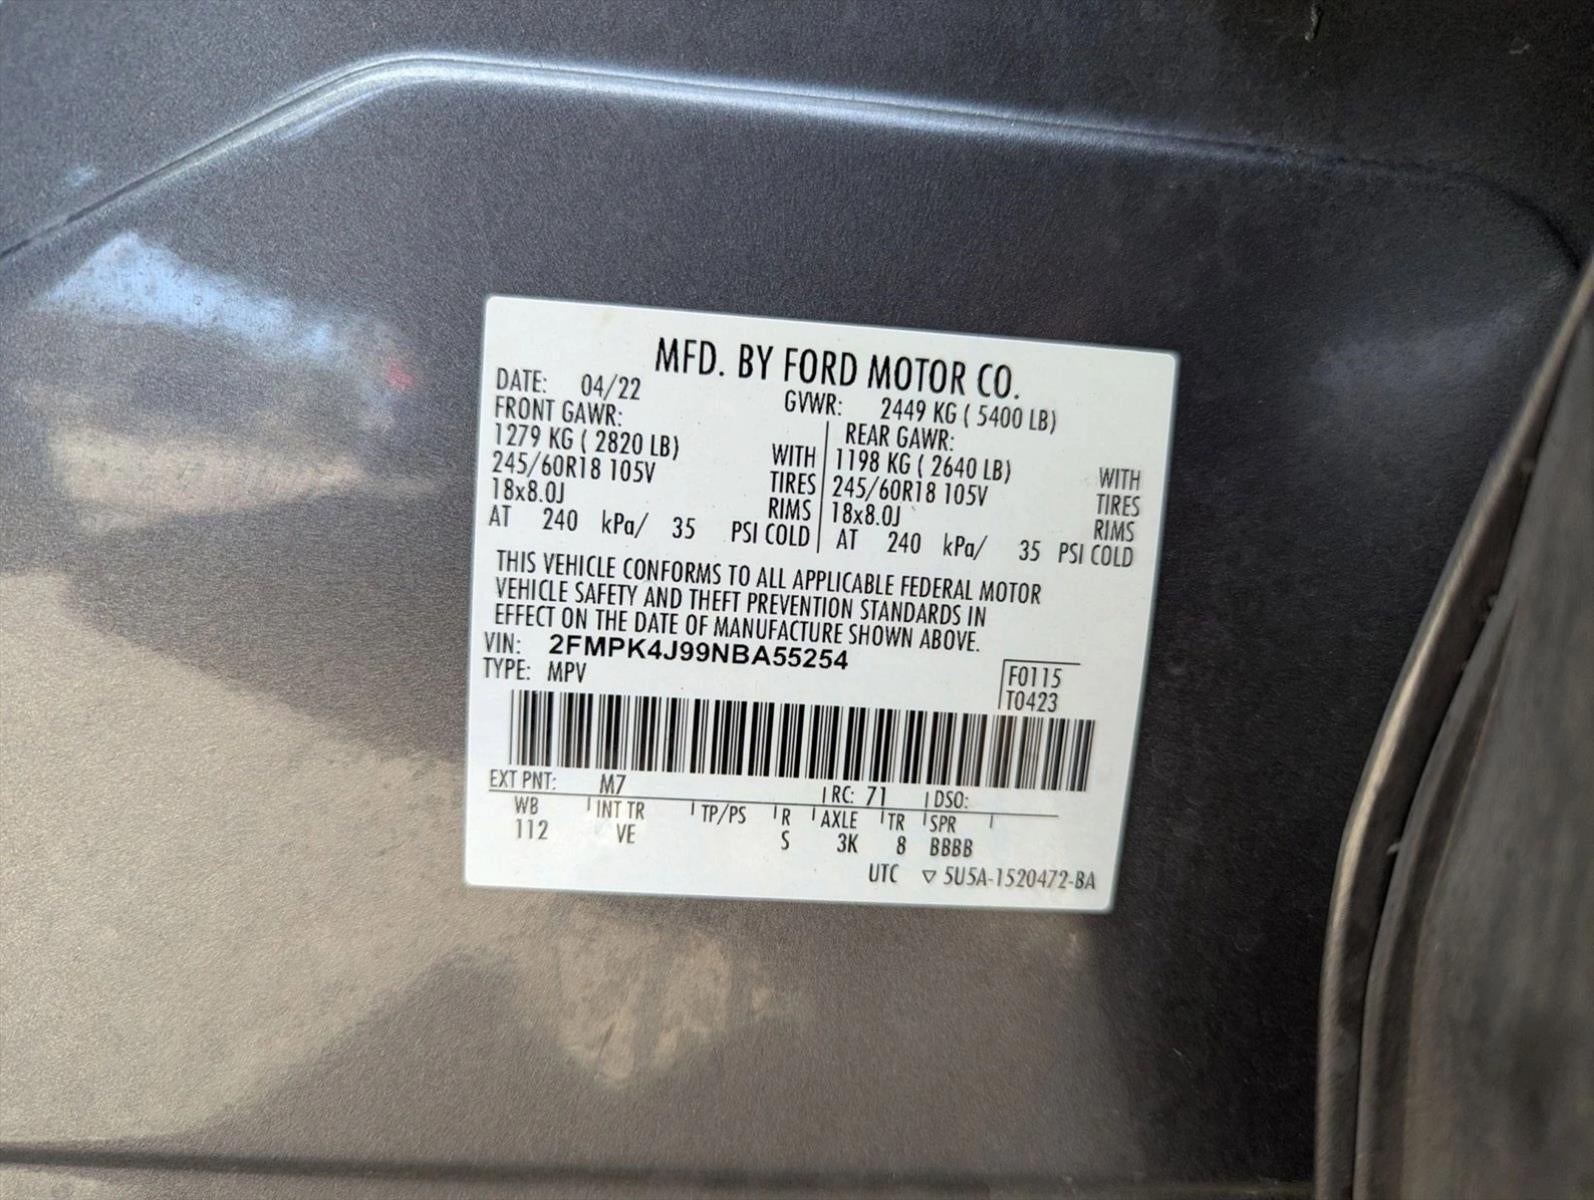 MFD. BY FORD MOTOR CO.
DATE: 04/22 GVWR: 2449 KG ( 5400 LB)
FRONT GAWR: REAR GAWR:
1279 KG ( 2820 LB) WITH 1198 KG ( 2640 LB) WITH
245/60R18 105V TIRES 245/60R18 105V TIRES
18x8.0J RIMS 18x8.0J RIMS
AT 240 kPa/ 35 PSI COLD AT 240 kPa/ 35 PSI COLD
THIS VEHICLE CONFORMS TO ALL APPLICABLE FEDERAL MOTOR
VEHICLE SAFETY AND THEFT PREVENTION STANDARDS IN
EFFECT ON THE DATE OF MANUFACTURE SHOWN ABOVE.
VIN: 2FMPK4J99NBA55254
TYPE: MPV F0115
T0423
EXT PNT: M7 RC: 71 DSO:
WB INT TR TP/PS R AXLE TR SPR
112 VE S 3K 8 BBBB
UTC ▽ 5U5A-1520472-BA